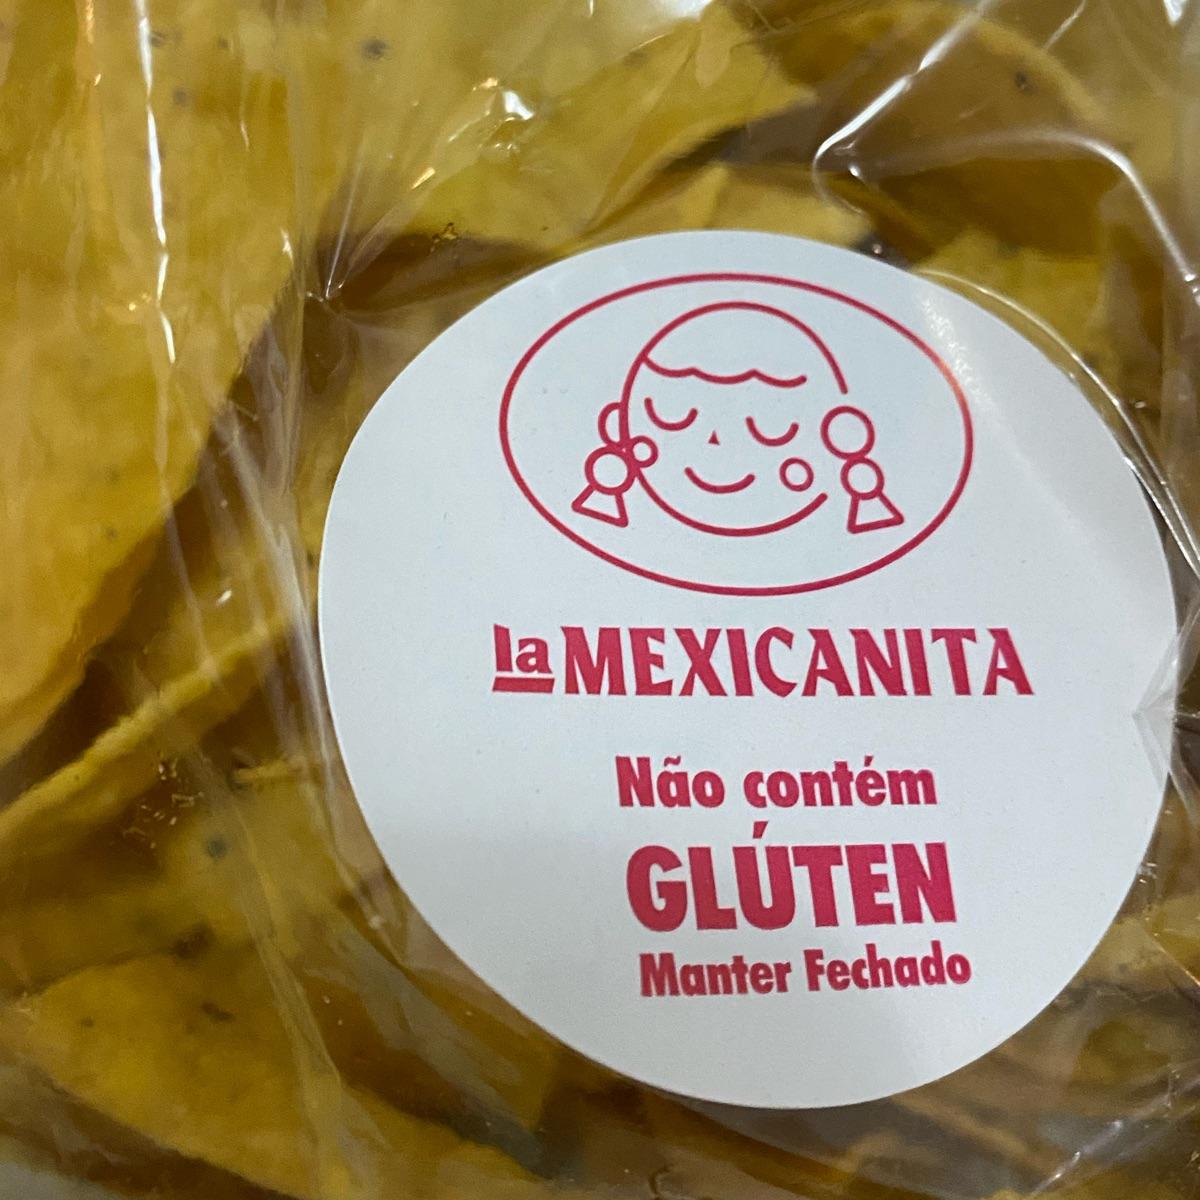 la MEXICANITA
Não contém
GLÚTEN
Manter Fechado